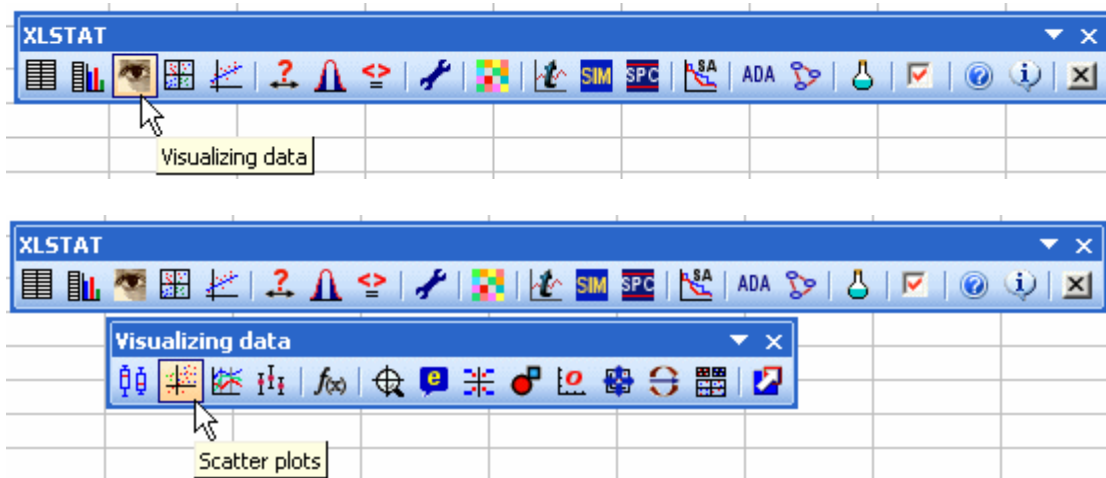 XLSTAT
? <=> SIM SPC SA ADA ?
Visualizing data
XLSTAT
? <=> SIM SPC SA ADA ?
Visualizing data
f(x) e
Scatter plots